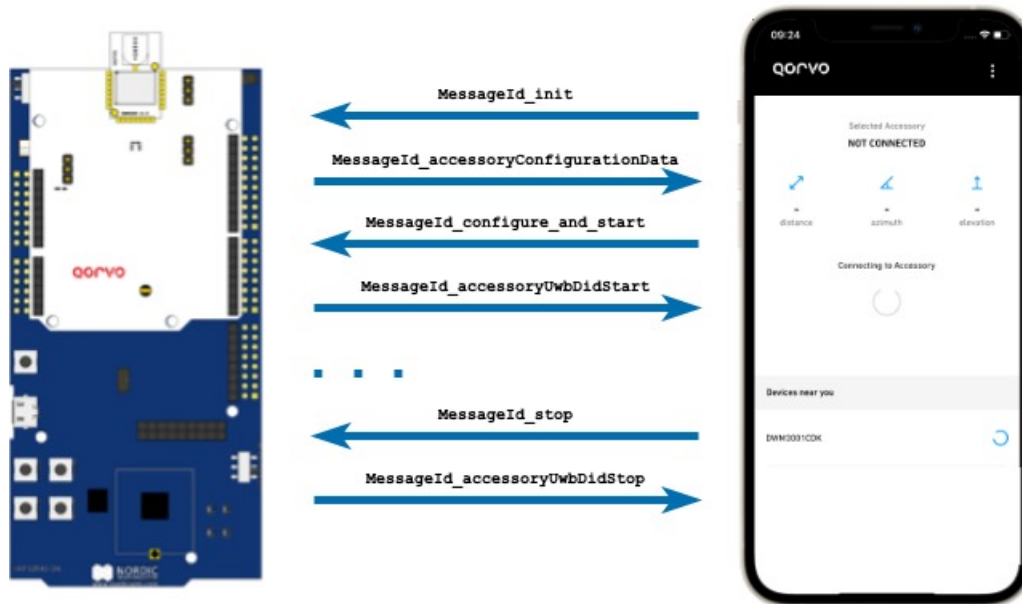 09:24
QORVO
Selected Accessory
NOT CONNECTED
-
-
-
distance
azimuth
elevation
Connecting to Accessory
Devices near you
DWM3001CDK
MessageId_init
MessageId_accessoryConfigurationData
MessageId_configure_and_start
MessageId_accessoryUwbDidStart
. . .
MessageId_stop
MessageId_accessoryUwbDidStop
QORVO
NORDIC